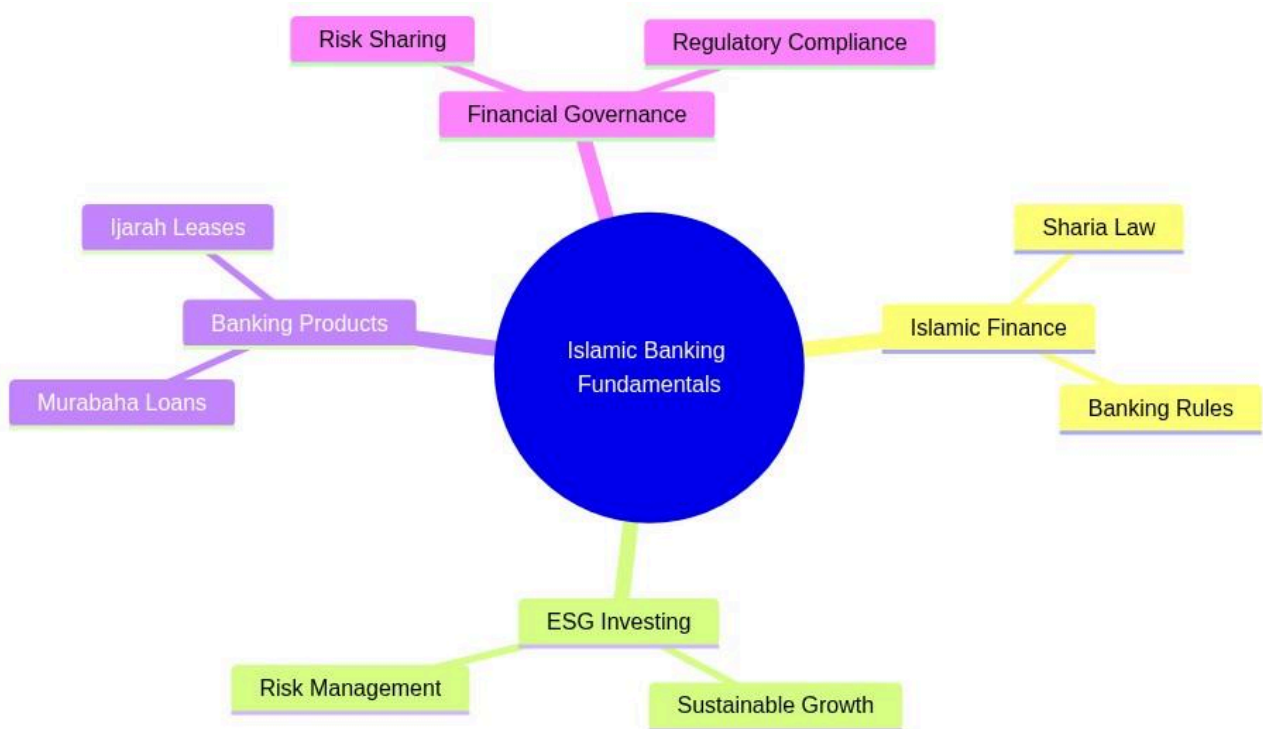 Risk Sharing
Regulatory Compliance
Financial Governance
Ijarah Leases
Sharia Law
Banking Products
Islamic Finance
Islamic Banking
Fundamentals
Murabaha Loans
Banking Rules
ESG Investing
Risk Management
Sustainable Growth